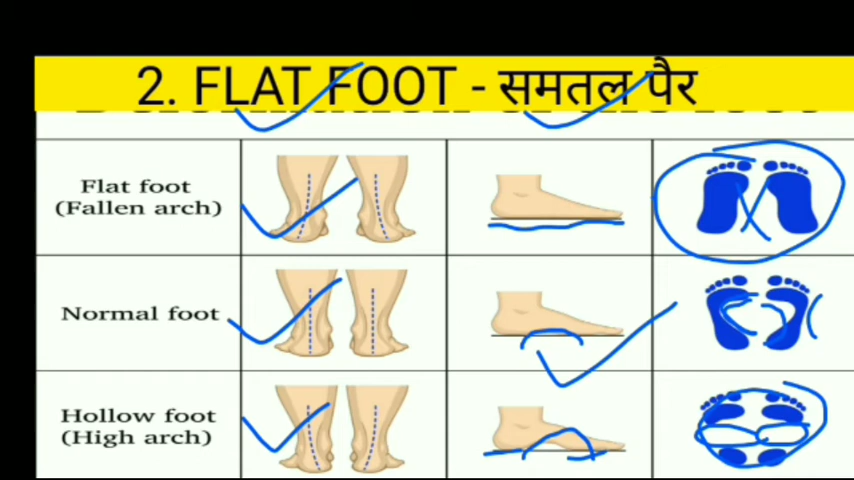 2. FLAT FOOT - समतल पैर
Flat foot
(Fallen arch)
Normal foot
Hollow foot
(High arch)